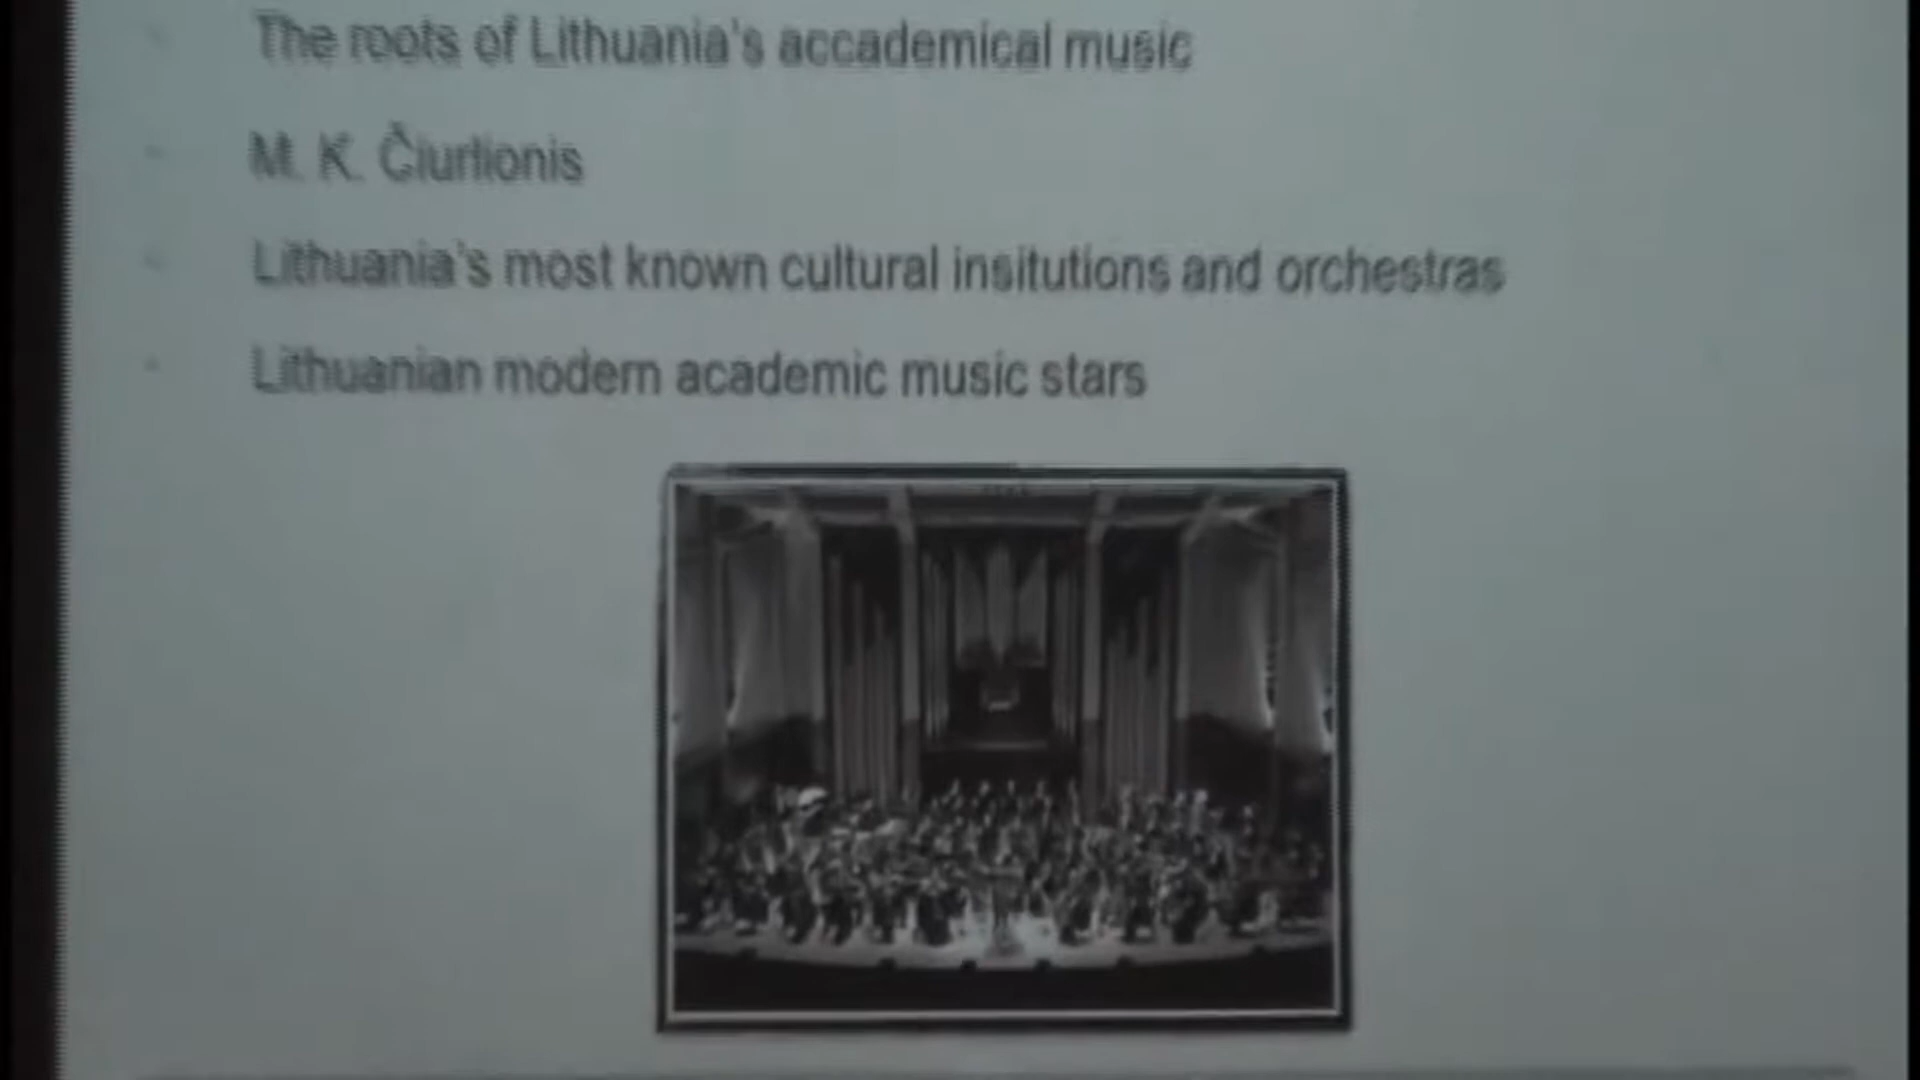 The roots of Lithuania's accademical music
M. K. Čiurlionis
Lithuania's most known cultural insitutions and orchestras
Lithuanian modern academic music stars